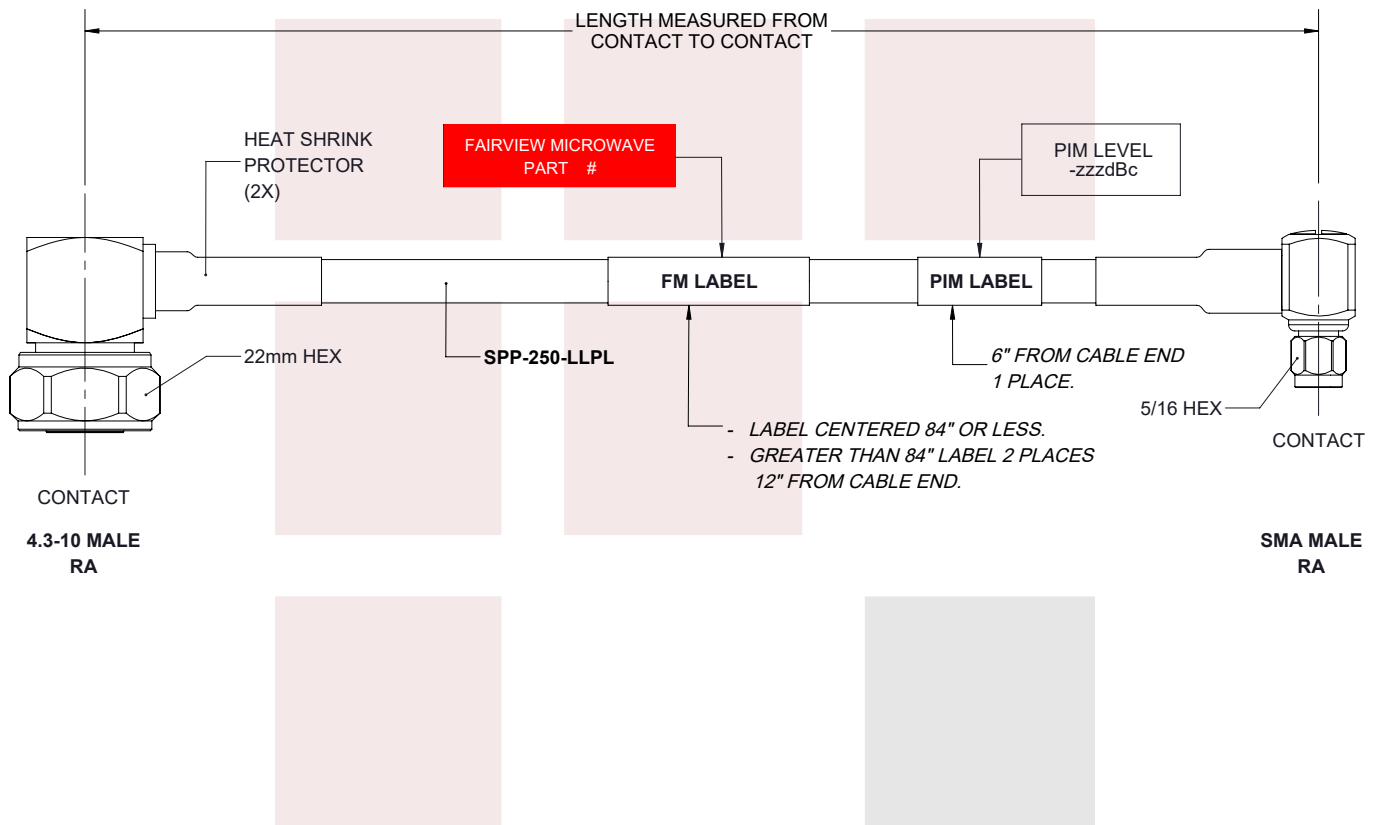 LENGTH MEASURED FROM
CONTACT TO CONTACT
HEAT SHRINK
PROTECTOR
(2X)
FAIRVIEW MICROWAVE
PART #
PIM LEVEL
-zzzdBc
FM LABEL
PIM LABEL
22mm HEX
SPP-250-LLPL
6" FROM CABLE END
1 PLACE.
5/16 HEX
- LABEL CENTERED 84" OR LESS.
- GREATER THAN 84" LABEL 2 PLACES
12" FROM CABLE END.
CONTACT
CONTACT
4.3-10 MALE
RA
SMA MALE
RA